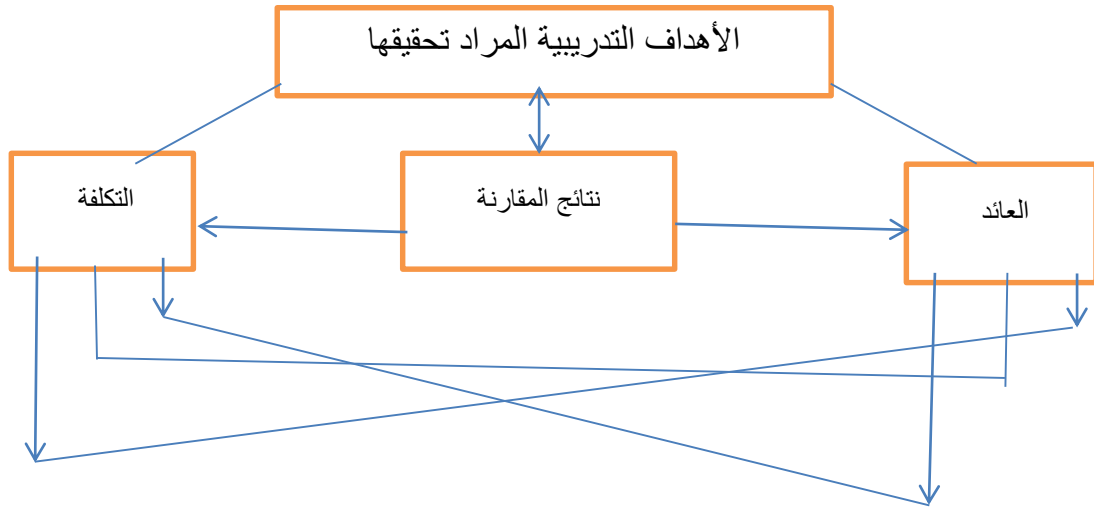 الأهداف التدريبية المراد تحقيقها
العائد
نتائج المقارنة
التكلفة